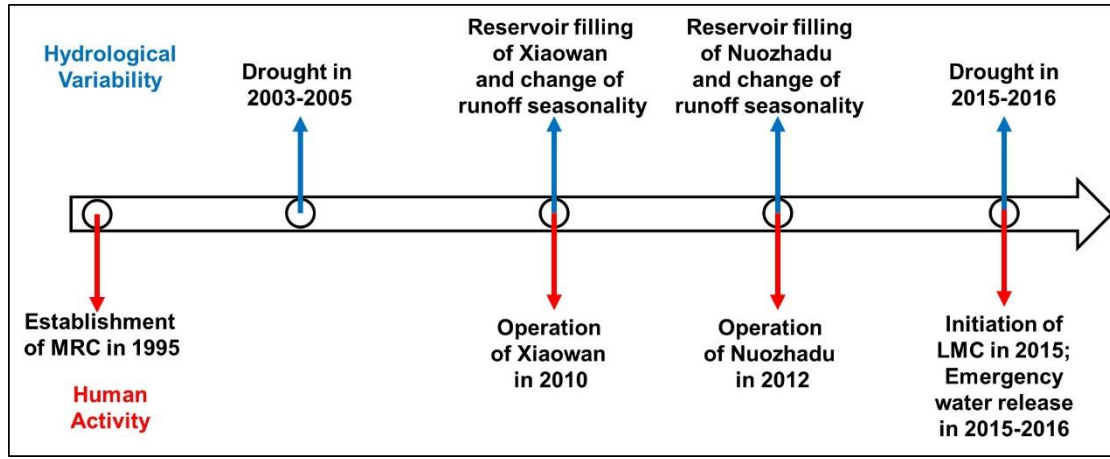 Hydrological
Variability
Drought in
2003-2005
Reservoir filling
of Xiaowan
and change of
runoff seasonality
Reservoir filling
of Nuozhadu
and change of
runoff seasonality
Drought in
2015-2016
Establishment
of MRC in 1995
Human
Activity
Operation
of Xiaowan
in 2010
Operation
of Nuozhadu
in 2012
Initiation of
LMC in 2015;
Emergency
water release
in 2015-2016